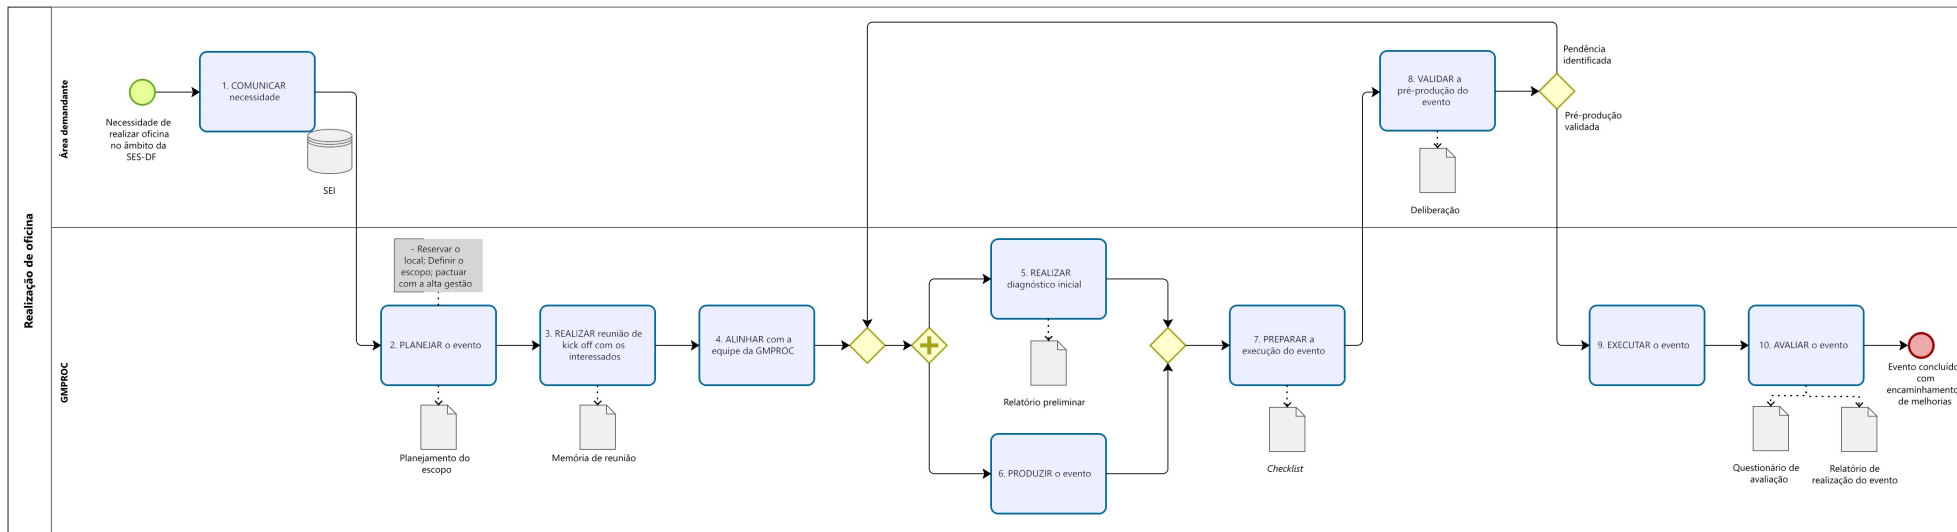 Realização de oficina
Área demandante
Necessidade de
realizar oficina
no âmbito da
SES-DF
1. COMUNICAR
necessidade
SEI
8. VALIDAR a
pré-produção do
evento
Deliberação
Pendência
identificada
Pré-produção
validada
GMPROC
- Reservar o
local; Definir o
escopo; pactuar
com a alta gestão
2. PLANEJAR o evento
Planejamento do
escopo
3. REALIZAR reunião de
kick off com os
interessados
Memória de reunião
4. ALINHAR com a
equipe da GMPROC
5. REALIZAR
diagnóstico inicial
Relatório preliminar
6. PRODUZIR o evento
7. PREPARAR a
execução do evento
Checklist
9. EXECUTAR o evento
10. AVALIAR o evento
Questionário de
avaliação
Relatório de
realização do evento
Evento concluído
com
encaminhamento
de melhorias